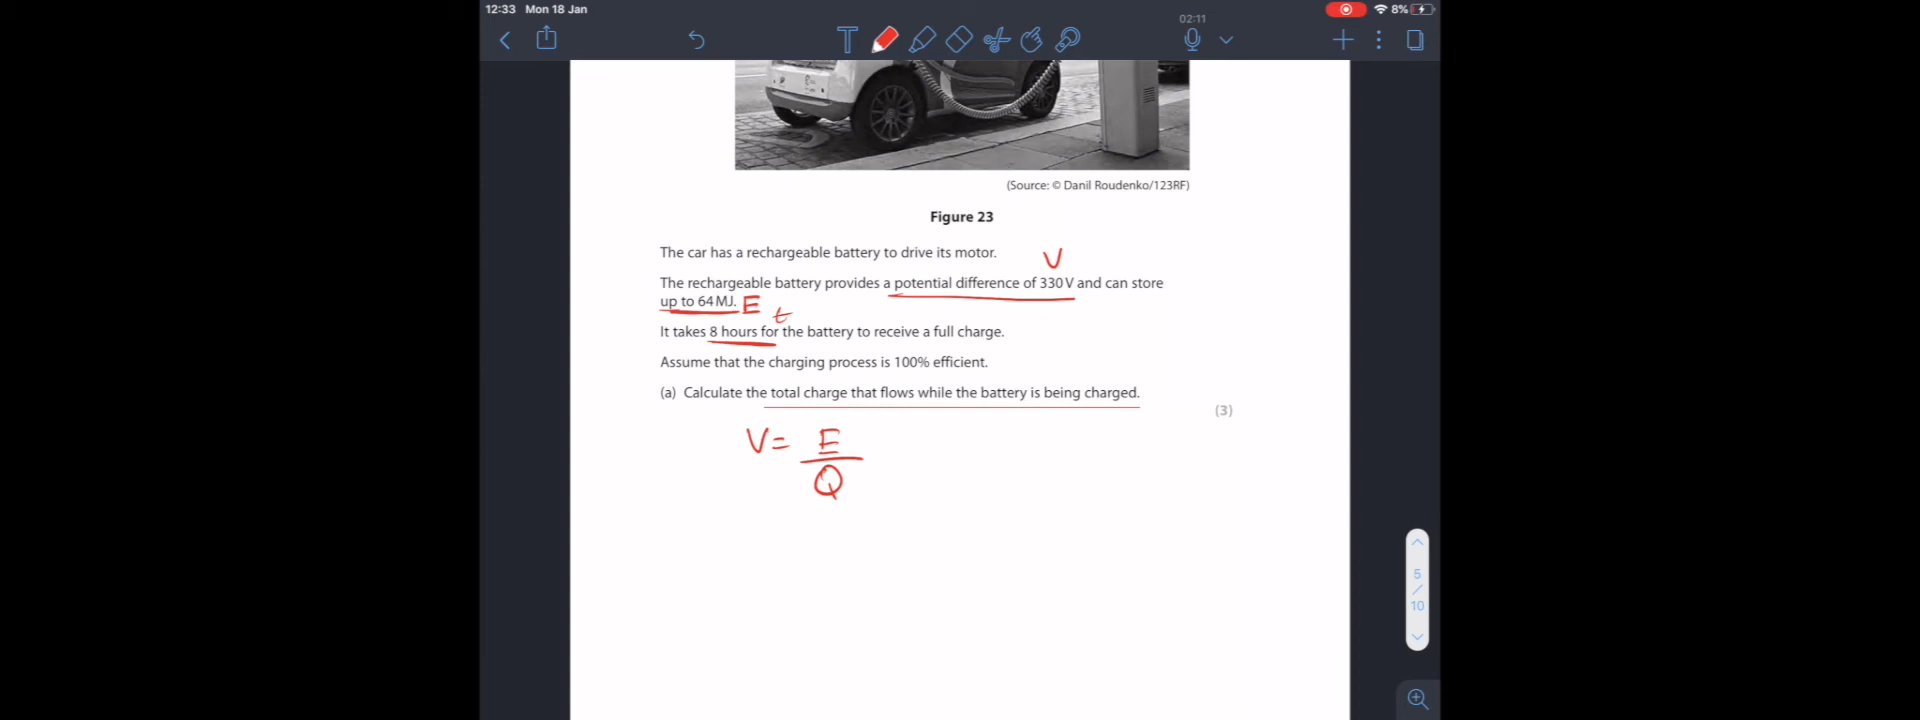 12:33 Mon 18 Jan
8%
02:11
T
(Source: © Danil Roudenko/123RF)
Figure 23
The car has a rechargeable battery to drive its motor.
V
The rechargeable battery provides a potential difference of 330 V and can store
up to 64 MJ. E
t
It takes 8 hours for the battery to receive a full charge.
Assume that the charging process is 100% efficient.
(a) Calculate the total charge that flows while the battery is being charged.
(3)
V = E
Q
5
/
10